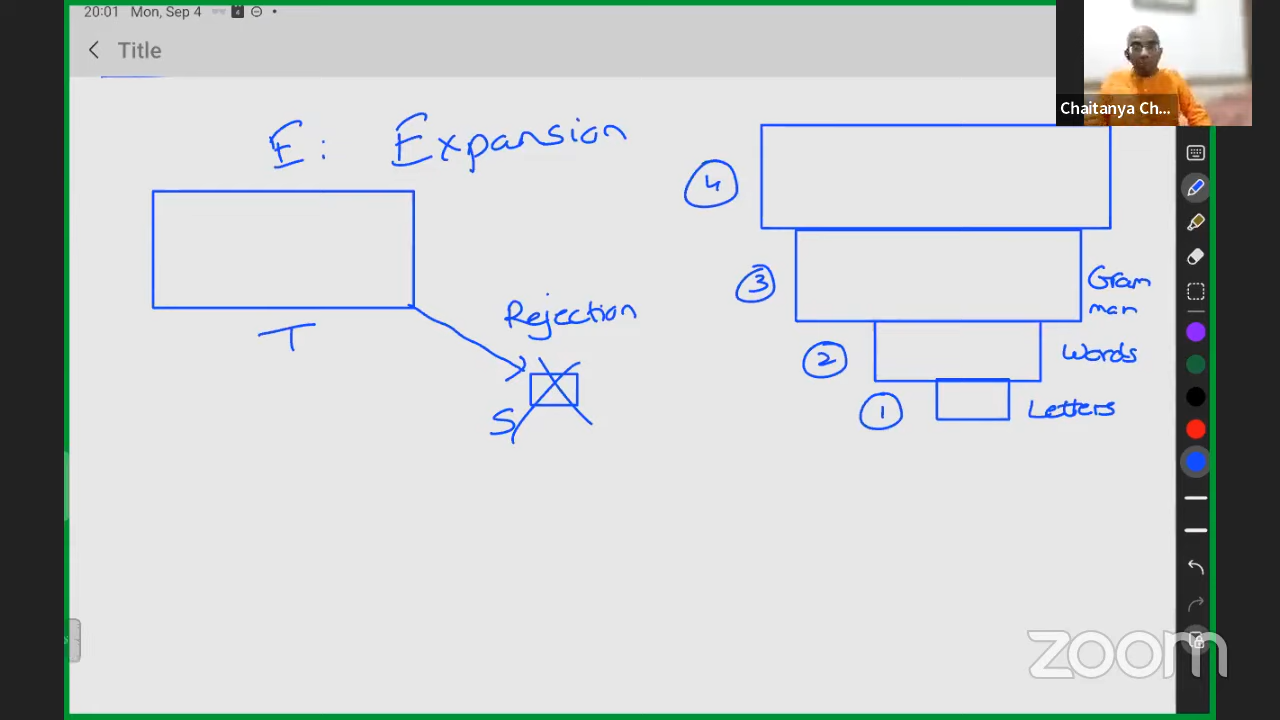 20:01 Mon, Sep 4
Title
Chaitanya Ch...
E: Expansion
T
Rejection
S
4
3
Gram
mar
2
Words
1
Letters
zoom